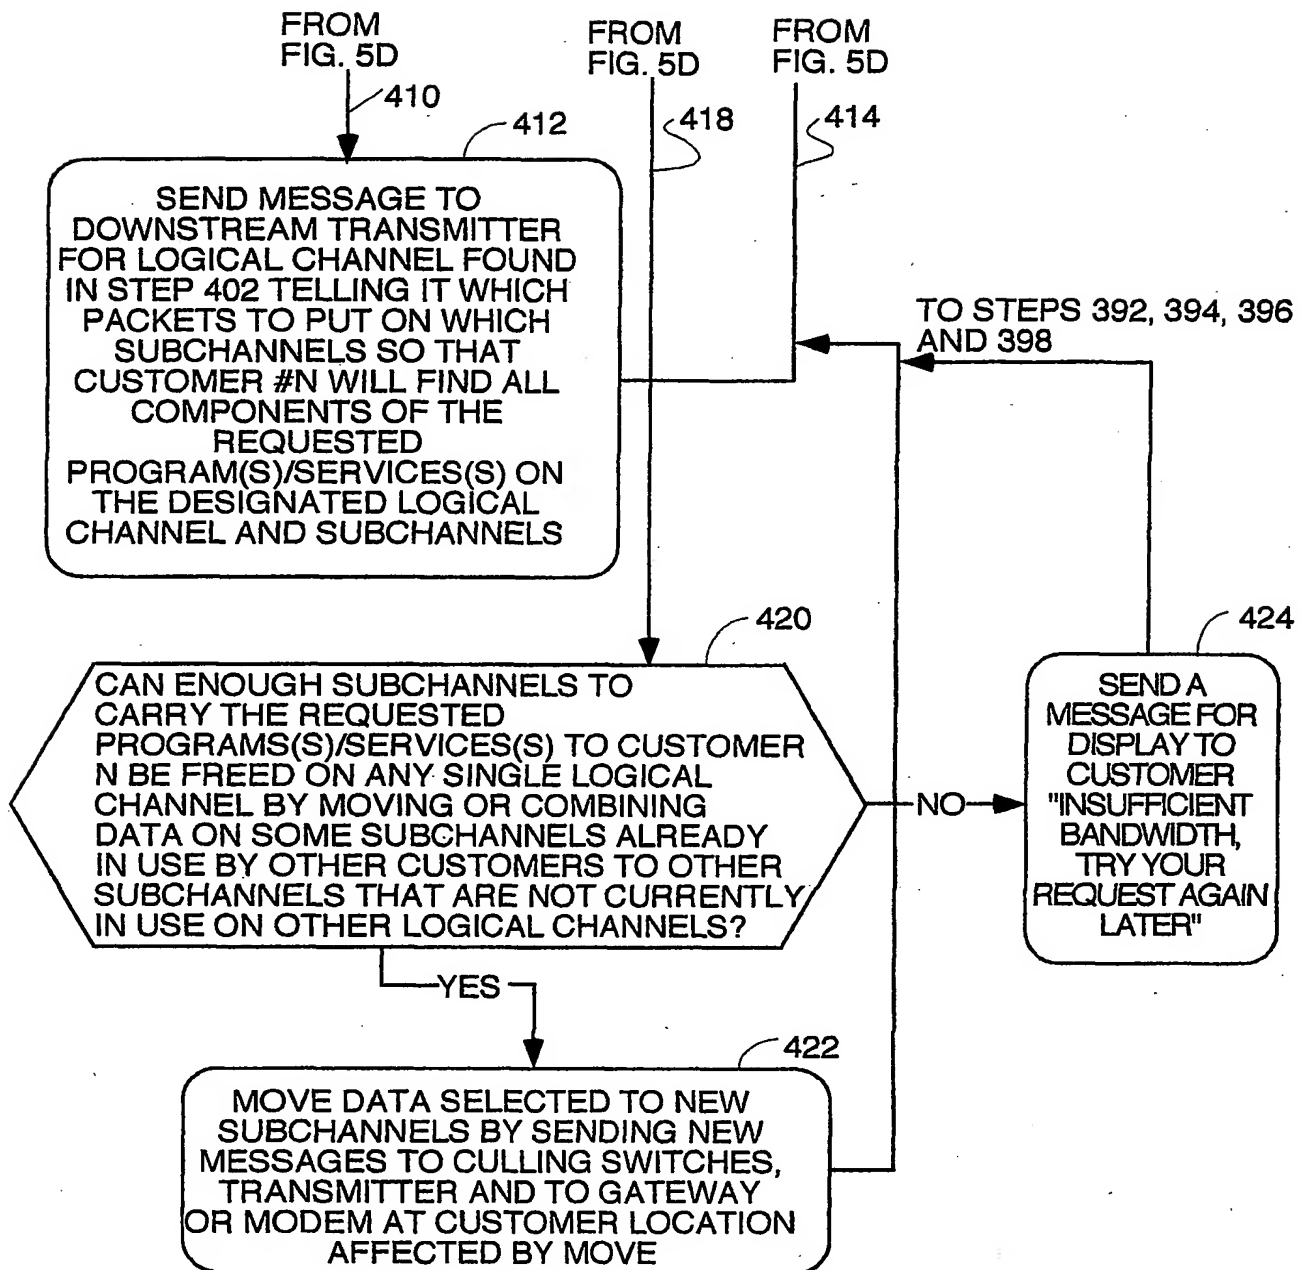 FROM
FIG. 5D
FROM
FIG. 5D
FROM
FIG. 5D
410
412
418
414
SEND MESSAGE TO
DOWNSTREAM TRANSMITTER
FOR LOGICAL CHANNEL FOUND
IN STEP 402 TELLING IT WHICH
PACKETS TO PUT ON WHICH
SUBCHANNELS SO THAT
CUSTOMER #N WILL FIND ALL
COMPONENTS OF THE
REQUESTED
PROGRAM(S)/SERVICES(S) ON
THE DESIGNATED LOGICAL
CHANNEL AND SUBCHANNELS
TO STEPS 392, 394, 396
AND 398
420
CAN ENOUGH SUBCHANNELS TO
CARRY THE REQUESTED
PROGRAMS(S)/SERVICES(S) TO CUSTOMER
N BE FREED ON ANY SINGLE LOGICAL
CHANNEL BY MOVING OR COMBINING
DATA ON SOME SUBCHANNELS ALREADY
IN USE BY OTHER CUSTOMERS TO OTHER
SUBCHANNELS THAT ARE NOT CURRENTLY
IN USE ON OTHER LOGICAL CHANNELS?
NO
424
SEND A
MESSAGE FOR
DISPLAY TO
CUSTOMER
"INSUFFICIENT
BANDWIDTH,
TRY YOUR
REQUEST AGAIN
LATER"
YES
422
MOVE DATA SELECTED TO NEW
SUBCHANNELS BY SENDING NEW
MESSAGES TO CULLING SWITCHES,
TRANSMITTER AND TO GATEWAY
OR MODEM AT CUSTOMER LOCATION
AFFECTED BY MOVE